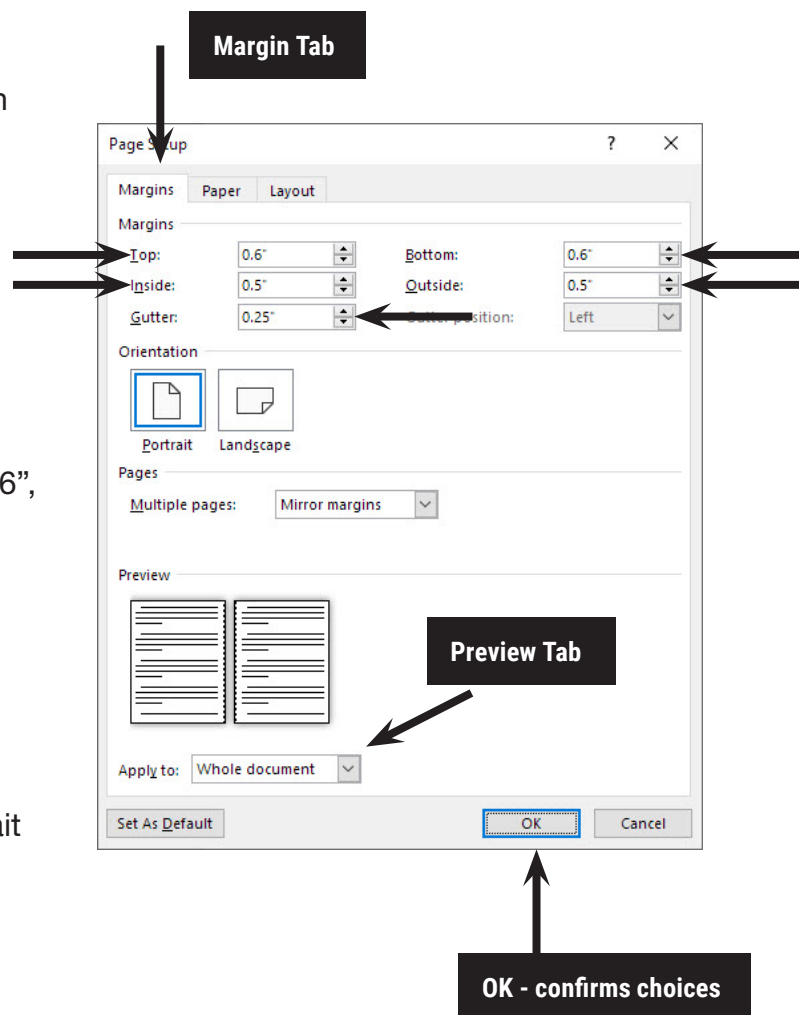 Margin Tab
n
Page Setup ?
Margins Paper Layout
Margins
Top: 0.6" Bottom: 0.6"
Inside: 0.5" Outside: 0.5"
Gutter: 0.25" Gutter position: Left
Orientation
Portrait Landscape
6”,
Pages
Multiple pages: Mirror margins
Preview
Preview Tab
Apply to: Whole document
ait
Set As Default OK Cancel
OK - confirms choices